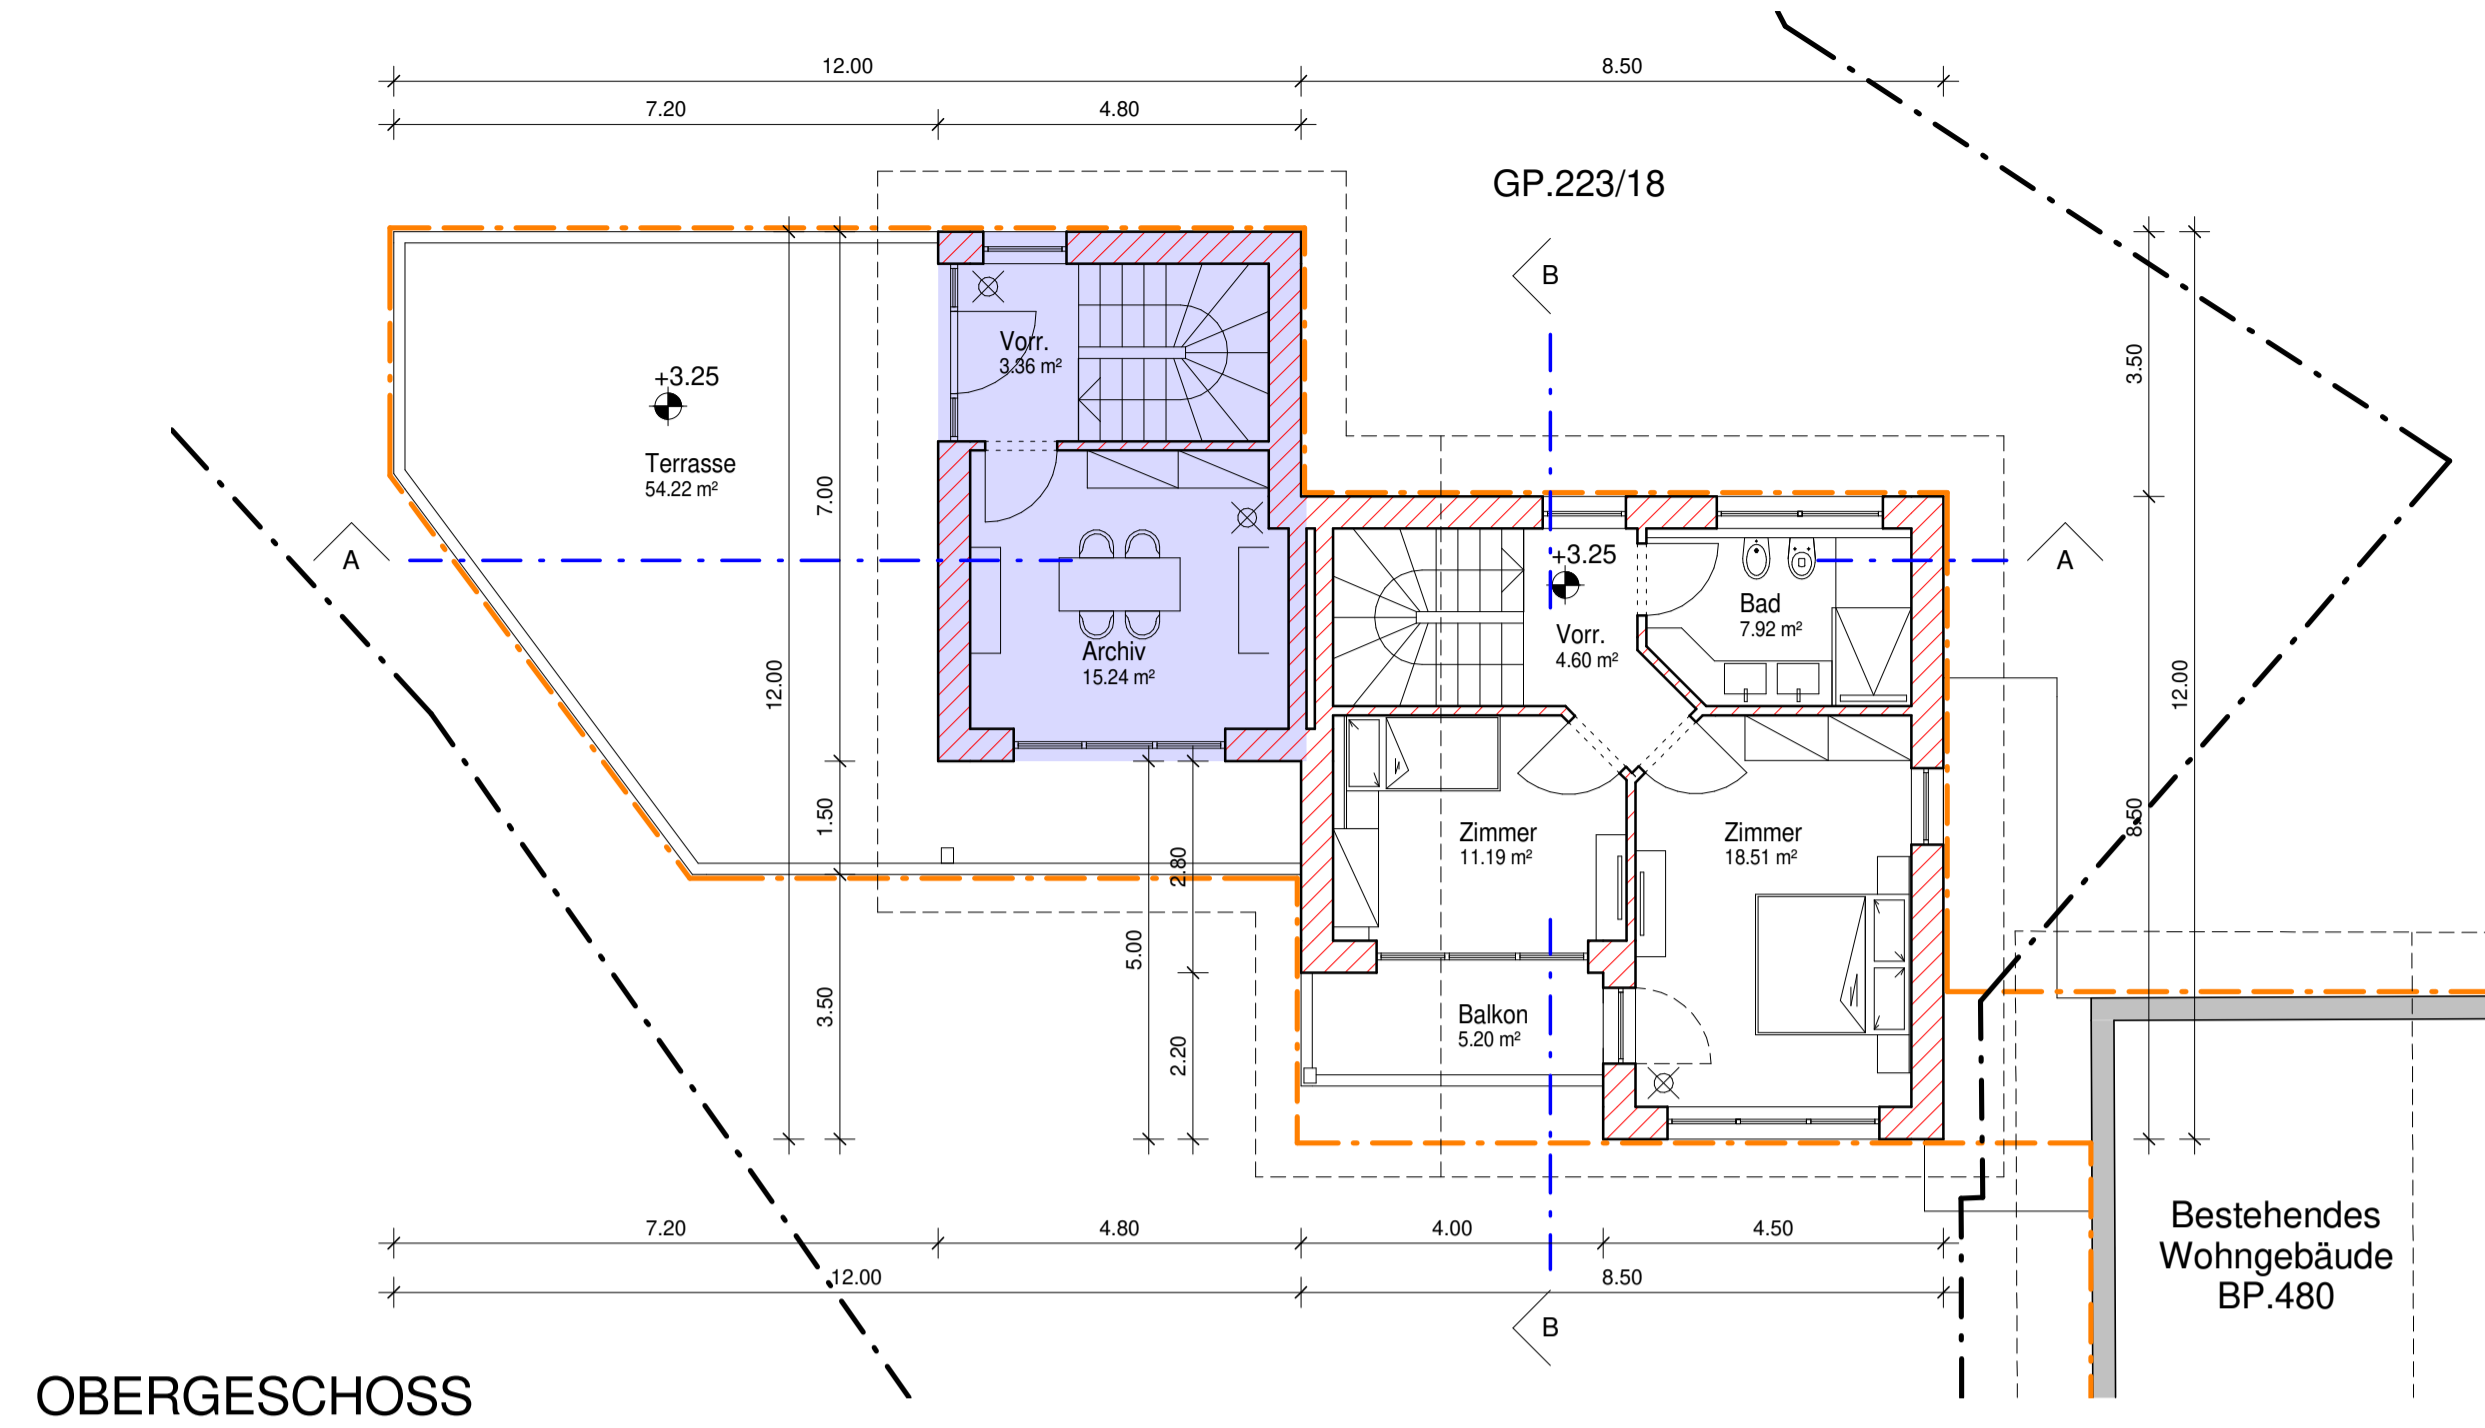 12.00
8.50
7.20
4.80
GP.223/18
B
Vorr.
3.36 m²
+3.25
Terrasse
54.22 m²
7.00
3.50
A
+3.25
A
Bad
7.92 m²
Vorr.
4.60 m²
Archiv
15.24 m²
12.00
12.00
1.50
8.50
2.80
Zimmer
11.19 m²
Zimmer
18.51 m²
5.00
3.50
2.20
Balkon
5.20 m²
7.20
4.80
4.00
4.50
12.00
8.50
B
Bestehendes
Wohngebäude
BP.480
OBERGESCHOSS